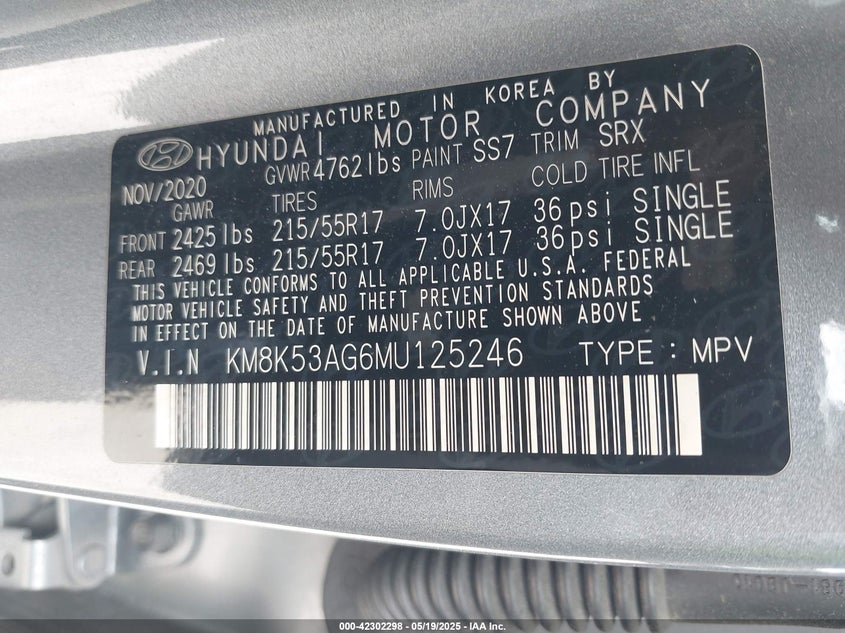 MANUFACTURED IN KOREA BY
HYUNDAI MOTOR COMPANY
NOV/2020 GVWR 4762 lbs PAINT SS7 TRIM SRX
GAWR TIRES RIMS COLD TIRE INFL
FRONT 2425 lbs 215/55R17 7.0JX17 36 psi SINGLE
REAR 2469 lbs 215/55R17 7.0JX17 36 psi SINGLE
THIS VEHICLE CONFORMS TO ALL APPLICABLE U.S.A. FEDERAL
MOTOR VEHICLE SAFETY AND THEFT PREVENTION STANDARDS
IN EFFECT ON THE DATE OF MANUFACTURE SHOWN ABOVE
V.I.N KM8K53AG6MU125246 TYPE : MPV
000-42302298 - 05/19/2025 - IAA Inc.